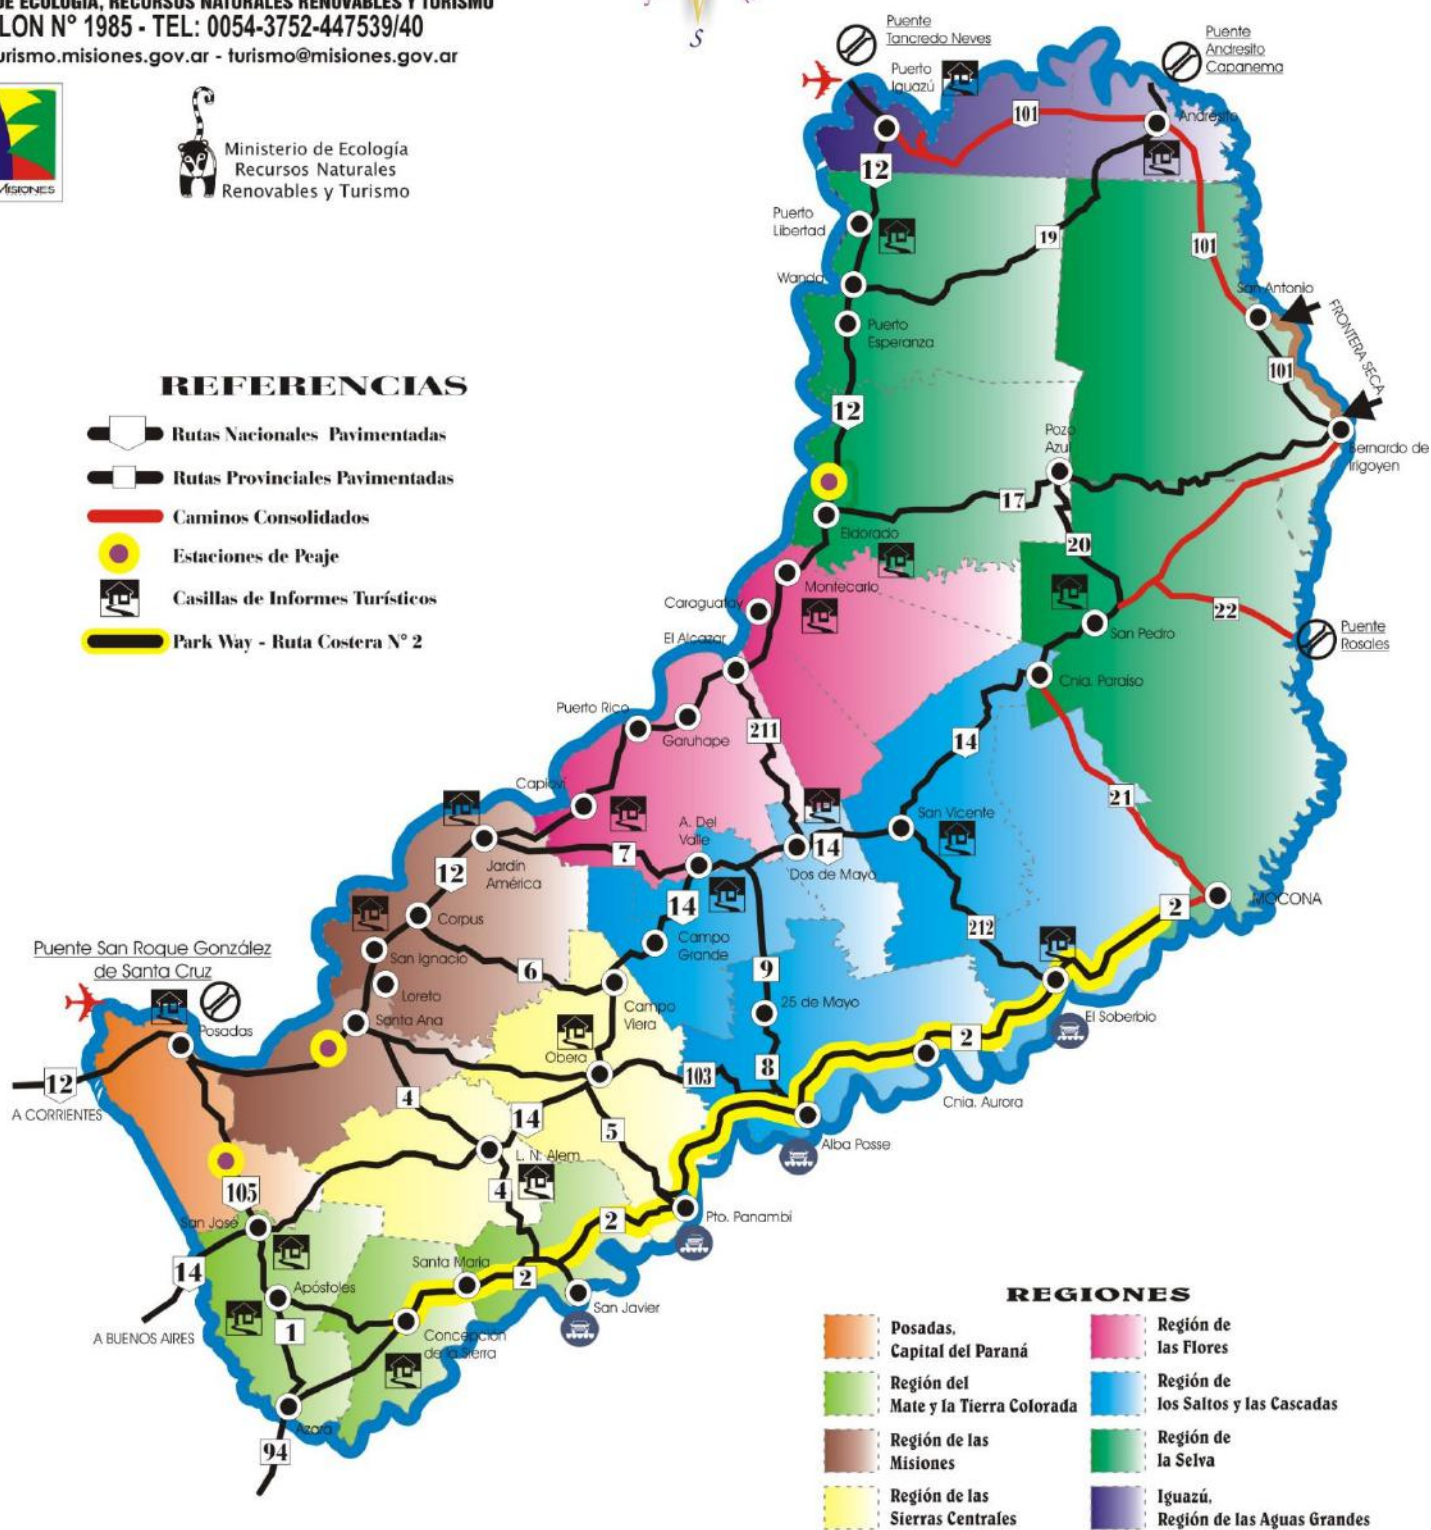 DE ECOLOGÍA, RECURSOS NATURALES RENOVABLES Y TURISMO
LON Nº 1985 - TEL: 0054-3752-447539/40
urismo.misiones.gov.ar - turismo@misiones.gov.ar
S
MISIONES
Ministerio de Ecología
Recursos Naturales
Renovables y Turismo
REFERENCIAS
Rutas Nacionales Pavimentadas
Rutas Provinciales Pavimentadas
Caminos Consolidados
Estaciones de Peaje
Casillas de Informes Turísticos
Park Way - Ruta Costera Nº 2
Puente
Tancredo Neves
Puente
Andresito
Capanema
Puerto
Iguazú
101
Andresito
12
Puerto
Libertad
19
101
Wanda
San Antonio
FRONTERA SECA
Puerto
Esperanza
101
12
Pozo
Azul
Bernardo de
Irigoyen
17
Eldorado
20
Montecarlo
Caraguatay
22
San Pedro
Puente
Rosales
El Alcazar
Cnia. Paraíso
Puerto Rico
Garuhape
211
14
Capioví
21
A. Del
Valle
San Vicente
7
14
Jardín
América
12
Dos de Mayo
14
2
MOCONA
Corpus
Campo
Grande
212
Puente San Roque González
de Santa Cruz
San Ignacio
6
9
Loreto
Campo
Viera
25 de Mayo
El Soberbio
Posadas
Santa Ana
2
Obera
103
8
12
A CORRIENTES
4
14
Cnia. Aurora
5
Alba Posse
L. N. Alem
105
4
San José
2
Pto. Panambí
14
Santa María
2
Apóstoles
San Javier
A BUENOS AIRES
1
Concepción
de la Sierra
Azara
94
REGIONES
Posadas,
Capital del Paraná
Región del
Mate y la Tierra Colorada
Región de las
Misiones
Región de las
Sierras Centrales
Región de
las Flores
Región de
los Saltos y las Cascadas
Región de
la Selva
Iguazú,
Región de las Aguas Grandes